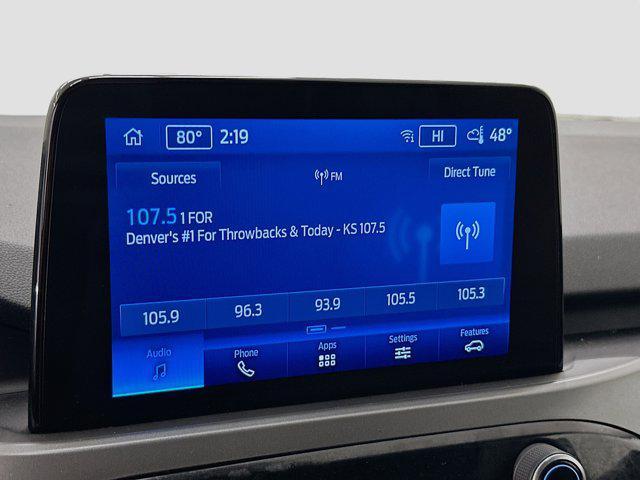 80° 2:19 HI 48°
Sources FM Direct Tune
107.5 1 FOR
Denver's #1 For Throwbacks & Today - KS 107.5
105.9 96.3 93.9 105.5 105.3
Audio Phone Apps Settings Features